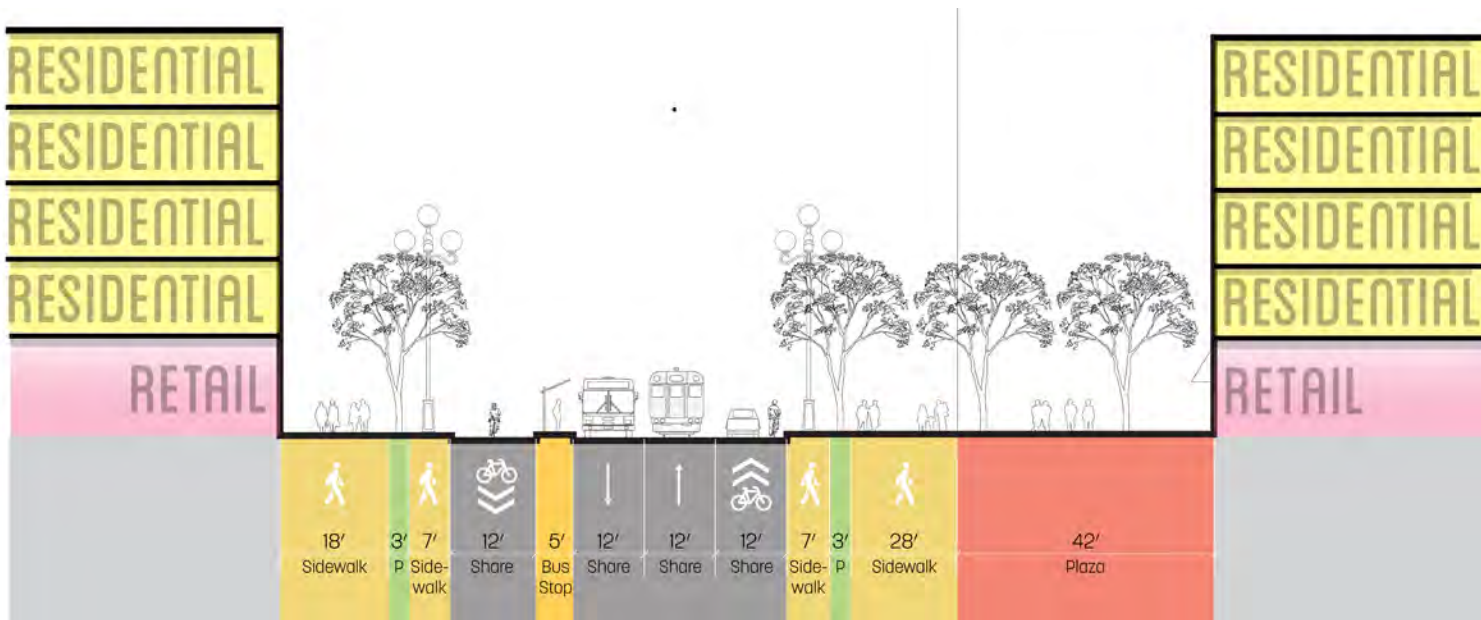 RESIDENTIAL
RESIDENTIAL
RESIDENTIAL
RESIDENTIAL
RETAIL
RESIDENTIAL
RESIDENTIAL
RESIDENTIAL
RESIDENTIAL
RETAIL
18' 3' 7' 12' 5' 12' 12' 12' 7' 3' 28' 42'
Sidewalk P Side- Share Bus Share Share Share Side- P Sidewalk Plaza
walk Stop walk